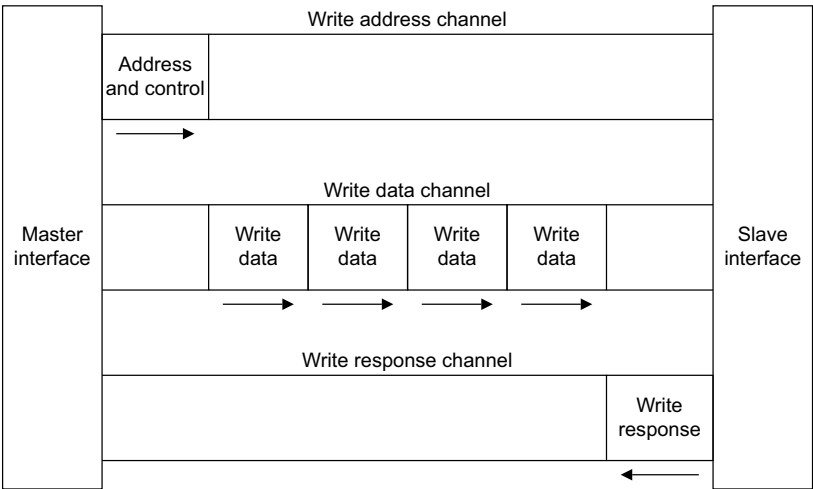 Write address channel
Address
and control
Write data channel
Master
interface
Write
data
Write
data
Write
data
Write
data
Slave
interface
Write response channel
Write
response